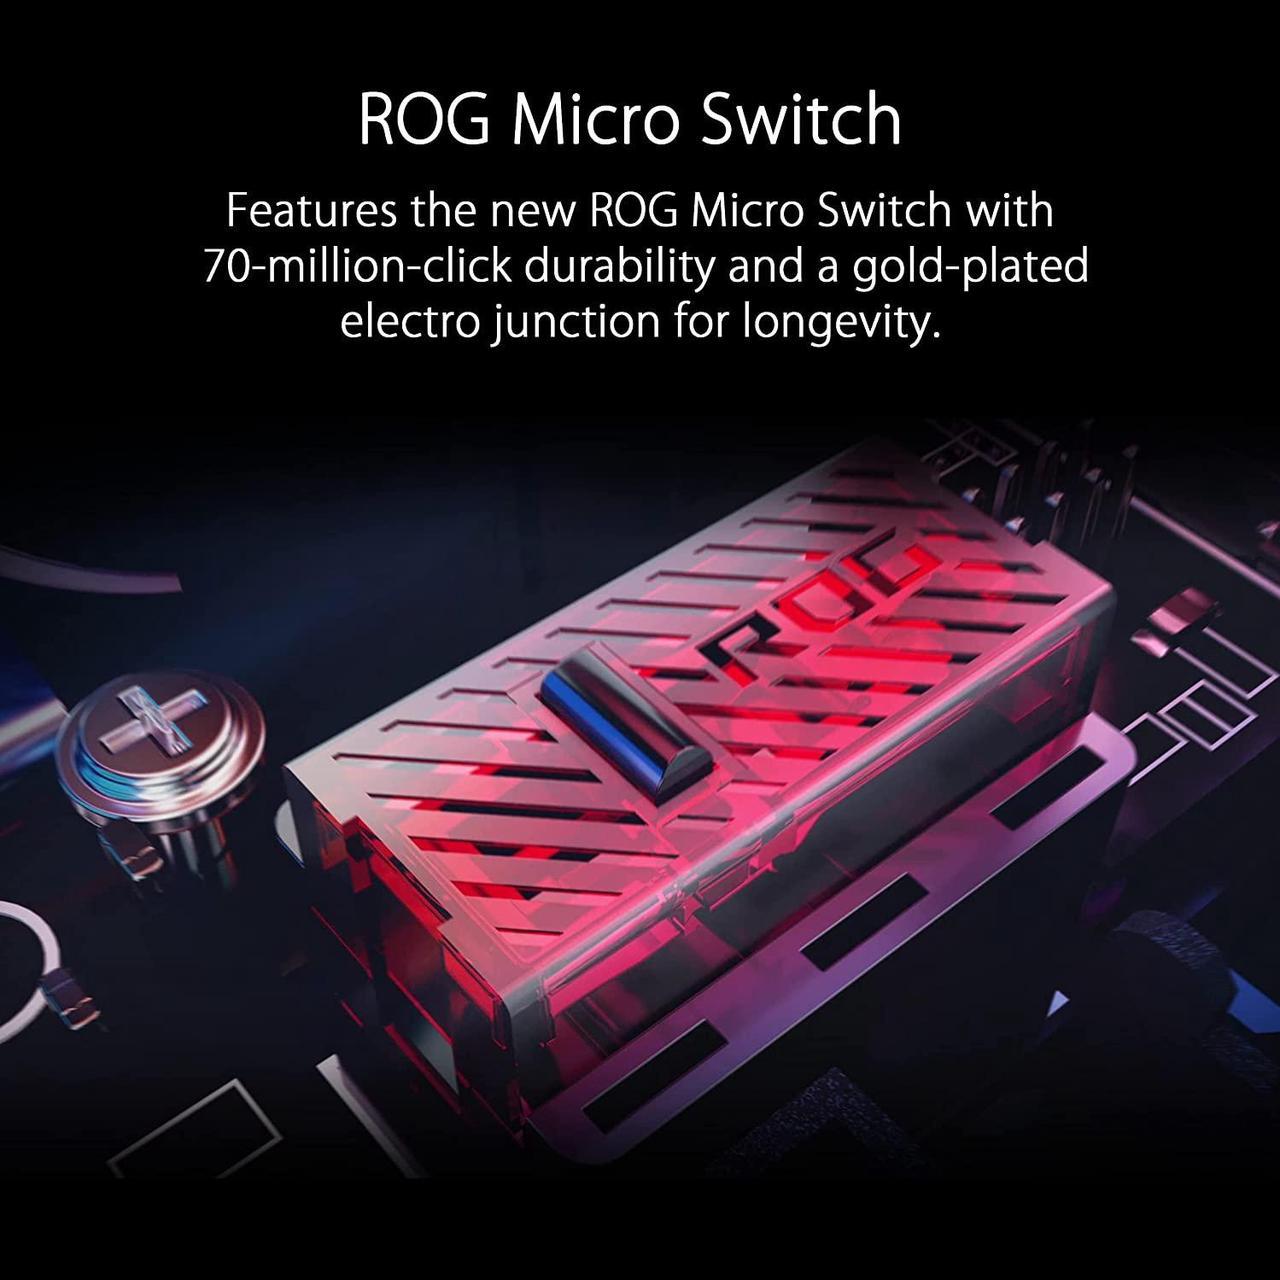 ROG Micro Switch
Features the new ROG Micro Switch with
70-million-click durability and a gold-plated
electro junction for longevity.
ROG